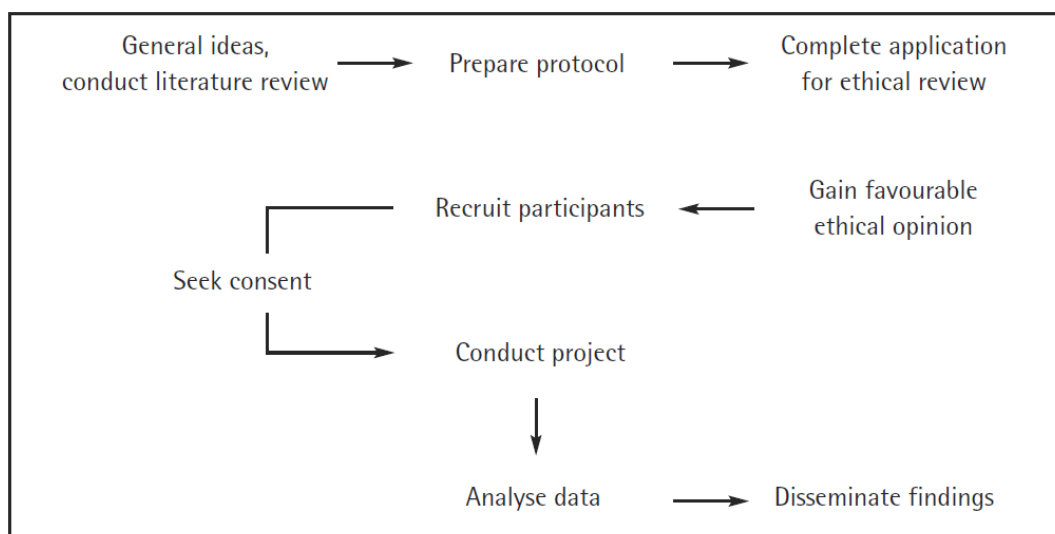 General ideas,
conduct literature review
Prepare protocol
Complete application
for ethical review
Gain favourable
ethical opinion
Recruit participants
Seek consent
Conduct project
Analyse data
Disseminate findings